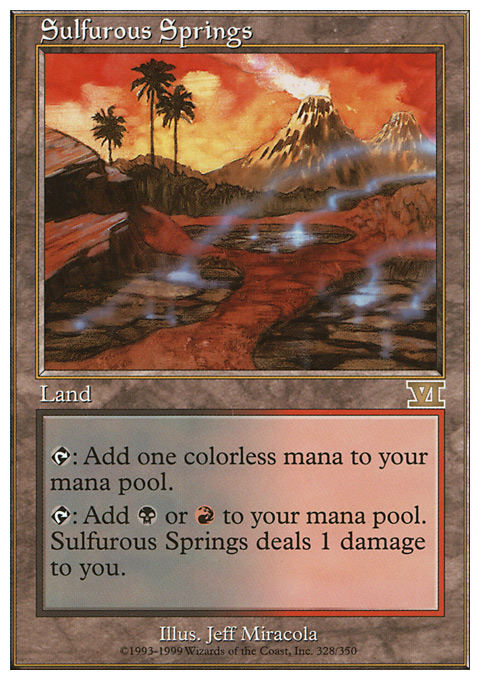 Sulfurous Springs
Land
VI
: Add one colorless mana to your
mana pool.
: Add or to your mana pool.
Sulfurous Springs deals 1 damage
to you.
Illus. Jeff Miracola
©1993-1999 Wizards of the Coast, Inc. 328/350